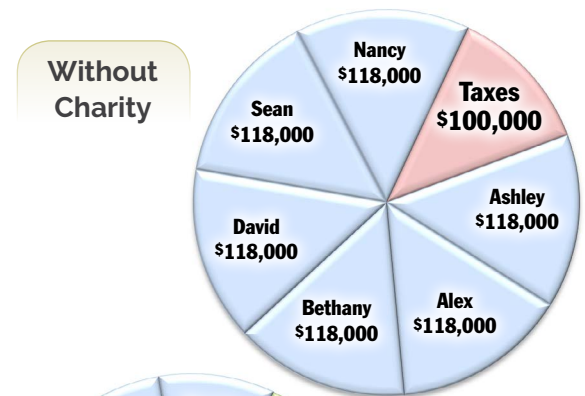 Without
Charity
Nancy
$118,000
Taxes
$100,000
Sean
$118,000
Ashley
$118,000
David
$118,000
Bethany
$118,000
Alex
$118,000